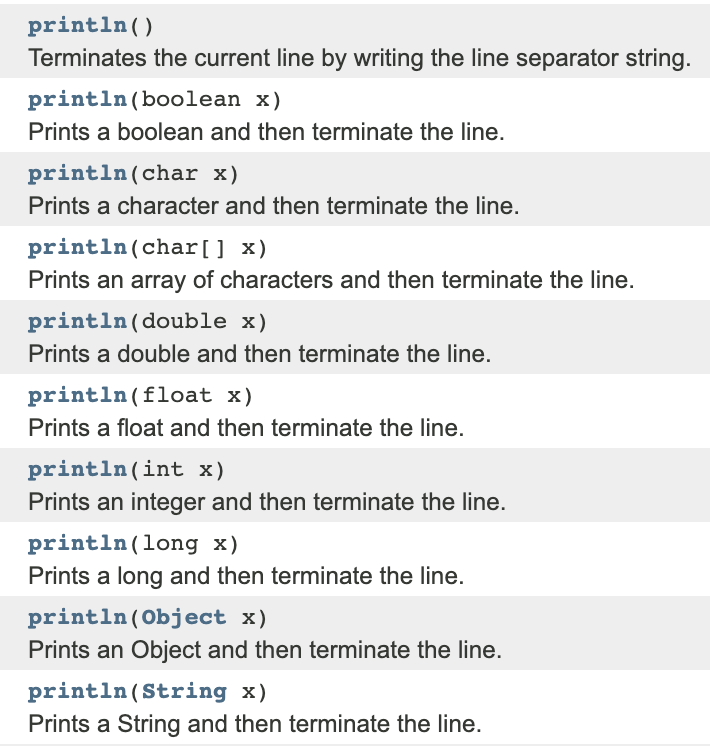 println()
Terminates the current line by writing the line separator string.
println(boolean x)
Prints a boolean and then terminate the line.
println(char x)
Prints a character and then terminate the line.
println(char[] x)
Prints an array of characters and then terminate the line.
println(double x)
Prints a double and then terminate the line.
println(float x)
Prints a float and then terminate the line.
println(int x)
Prints an integer and then terminate the line.
println(long x)
Prints a long and then terminate the line.
println(Object x)
Prints an Object and then terminate the line.
println(String x)
Prints a String and then terminate the line.